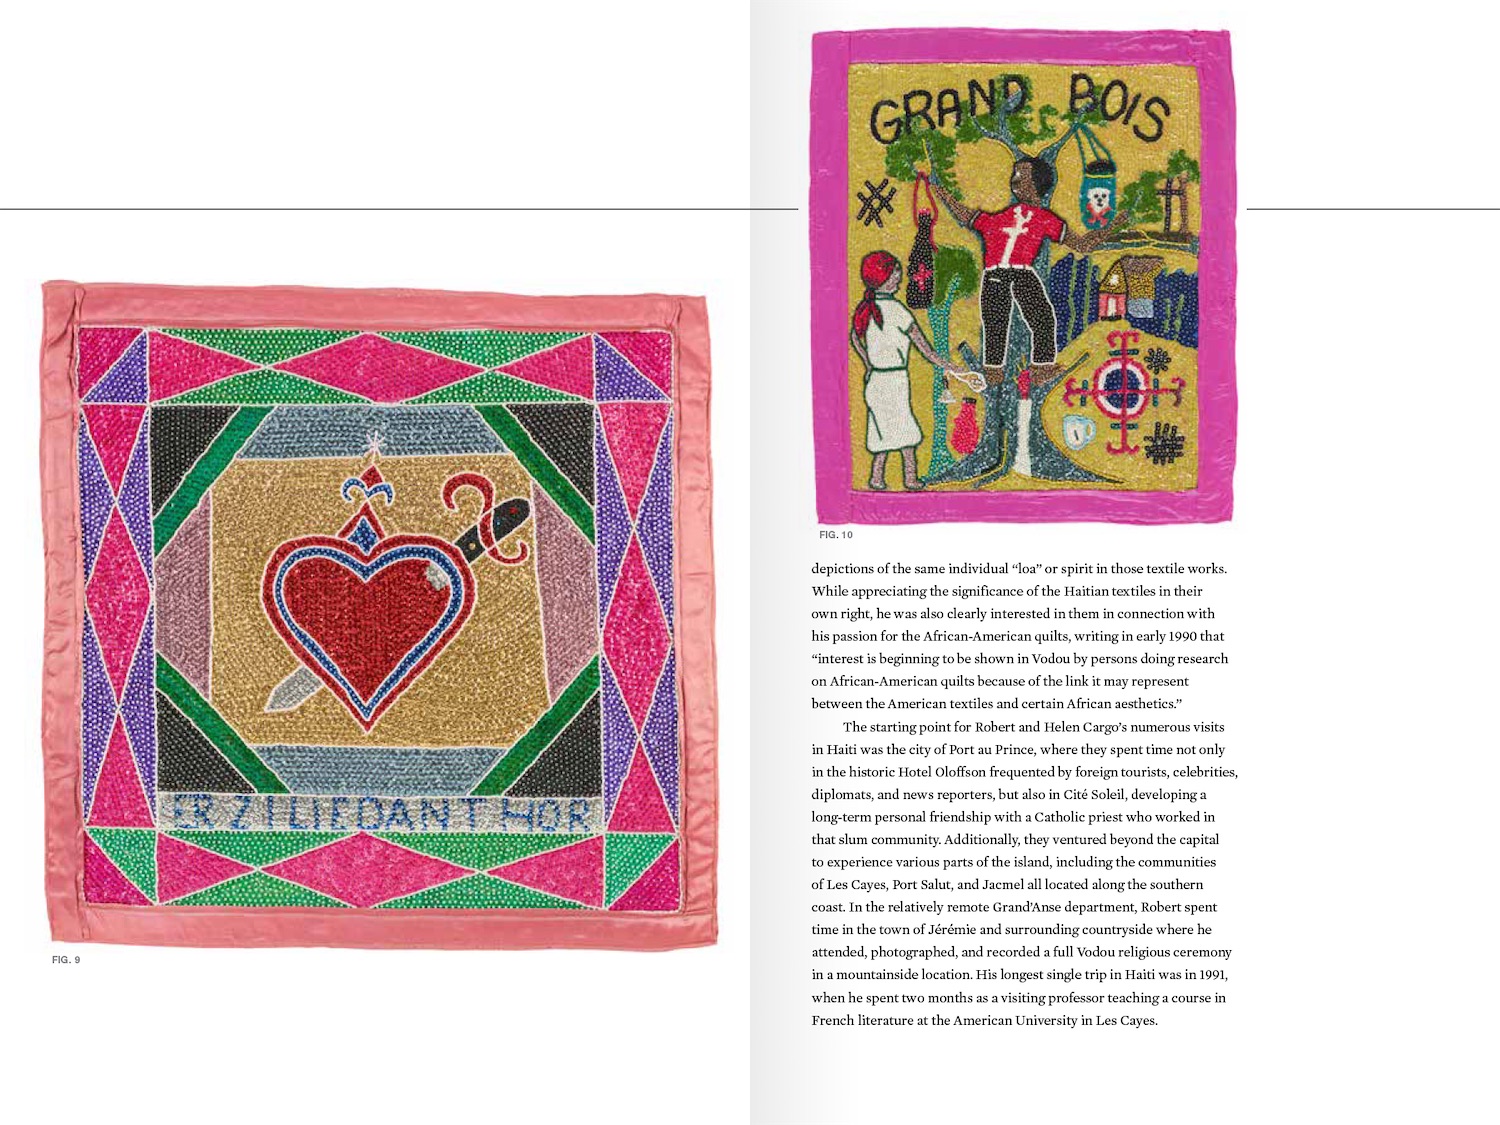 ERZILIEDANTHOR
FIG. 9
GRAND BOIS
FIG. 10
depictions of the same individual “loa” or spirit in those textile works.
While appreciating the significance of the Haitian textiles in their
own right, he was also clearly interested in them in connection with
his passion for the African-American quilts, writing in early 1990 that
“interest is beginning to be shown in Vodou by persons doing research
on African-American quilts because of the link it may represent
between the American textiles and certain African aesthetics.”
The starting point for Robert and Helen Cargo’s numerous visits
in Haiti was the city of Port au Prince, where they spent time not only
in the historic Hotel Oloffson frequented by foreign tourists, celebrities,
diplomats, and news reporters, but also in Cité Soleil, developing a
long-term personal friendship with a Catholic priest who worked in
that slum community. Additionally, they ventured beyond the capital
to experience various parts of the island, including the communities
of Les Cayes, Port Salut, and Jacmel all located along the southern
coast. In the relatively remote Grand’Anse department, Robert spent
time in the town of Jérémie and surrounding countryside where he
attended, photographed, and recorded a full Vodou religious ceremony
in a mountainside location. His longest single trip in Haiti was in 1991,
when he spent two months as a visiting professor teaching a course in
French literature at the American University in Les Cayes.